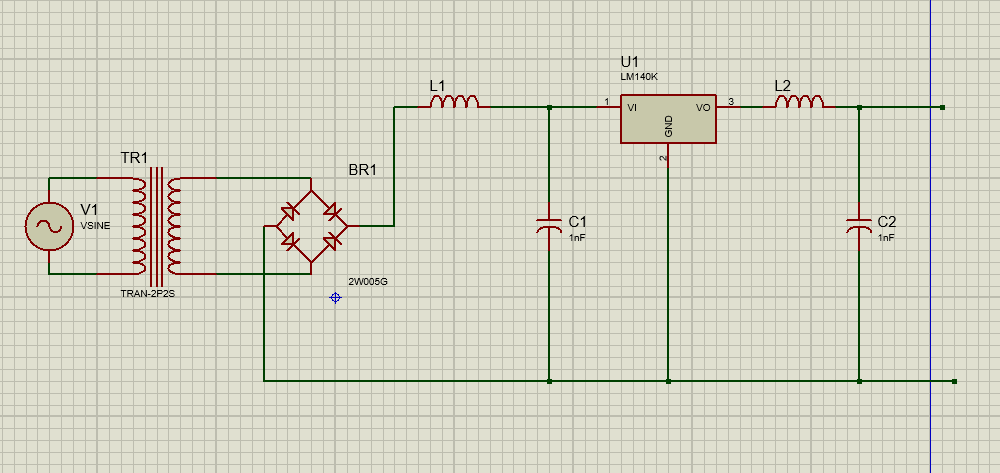 TR1
V1
VSINE
TRAN-2P2S
BR1
2W005G
L1
C1
1nF
U1
LM140K
1
VI
VO
3
GND
2
L2
C2
1nF